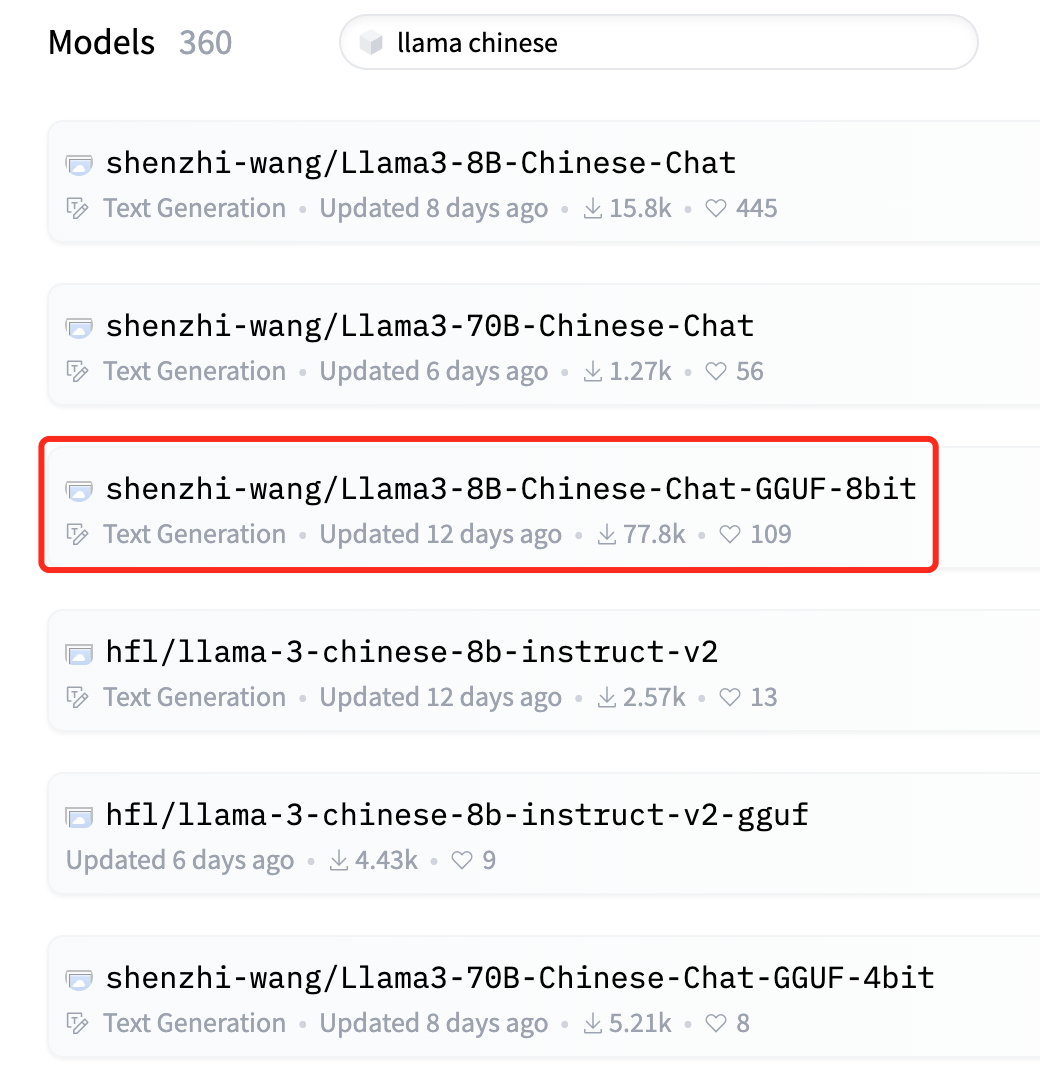 Models 360
llama chinese
shenzhi-wang/Llama3-8B-Chinese-Chat
Text Generation • Updated 8 days ago • 15.8k • 445
shenzhi-wang/Llama3-70B-Chinese-Chat
Text Generation • Updated 6 days ago • 1.27k • 56
shenzhi-wang/Llama3-8B-Chinese-Chat-GGUF-8bit
Text Generation • Updated 12 days ago • 77.8k • 109
hfl/llama-3-chinese-8b-instruct-v2
Text Generation • Updated 12 days ago • 2.57k • 13
hfl/llama-3-chinese-8b-instruct-v2-gguf
Updated 6 days ago • 4.43k • 9
shenzhi-wang/Llama3-70B-Chinese-Chat-GGUF-4bit
Text Generation • Updated 8 days ago • 5.21k • 8